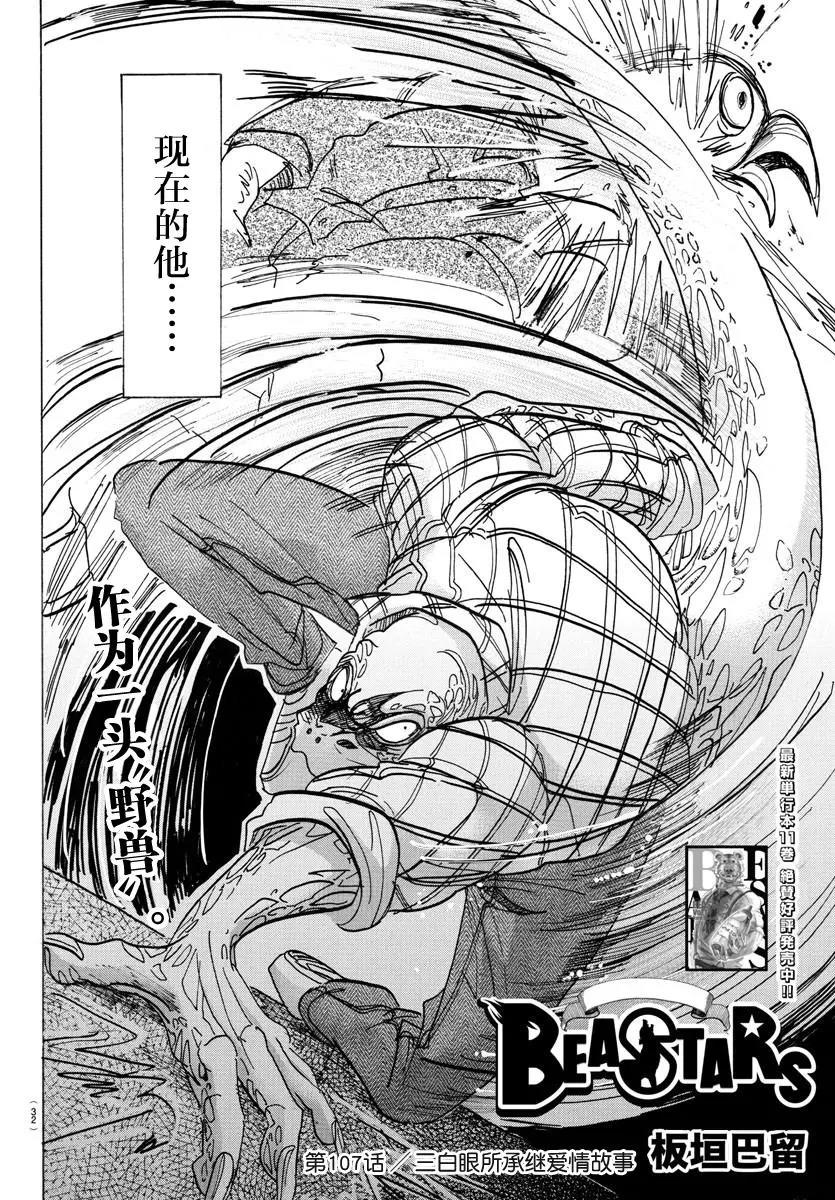 现在的他……
作为一头“野兽”。
最新単行本11巻 絶賛好評発売中!!
BEASTARS
第107话／三白眼所承继爱情故事
板垣巴留
(32)